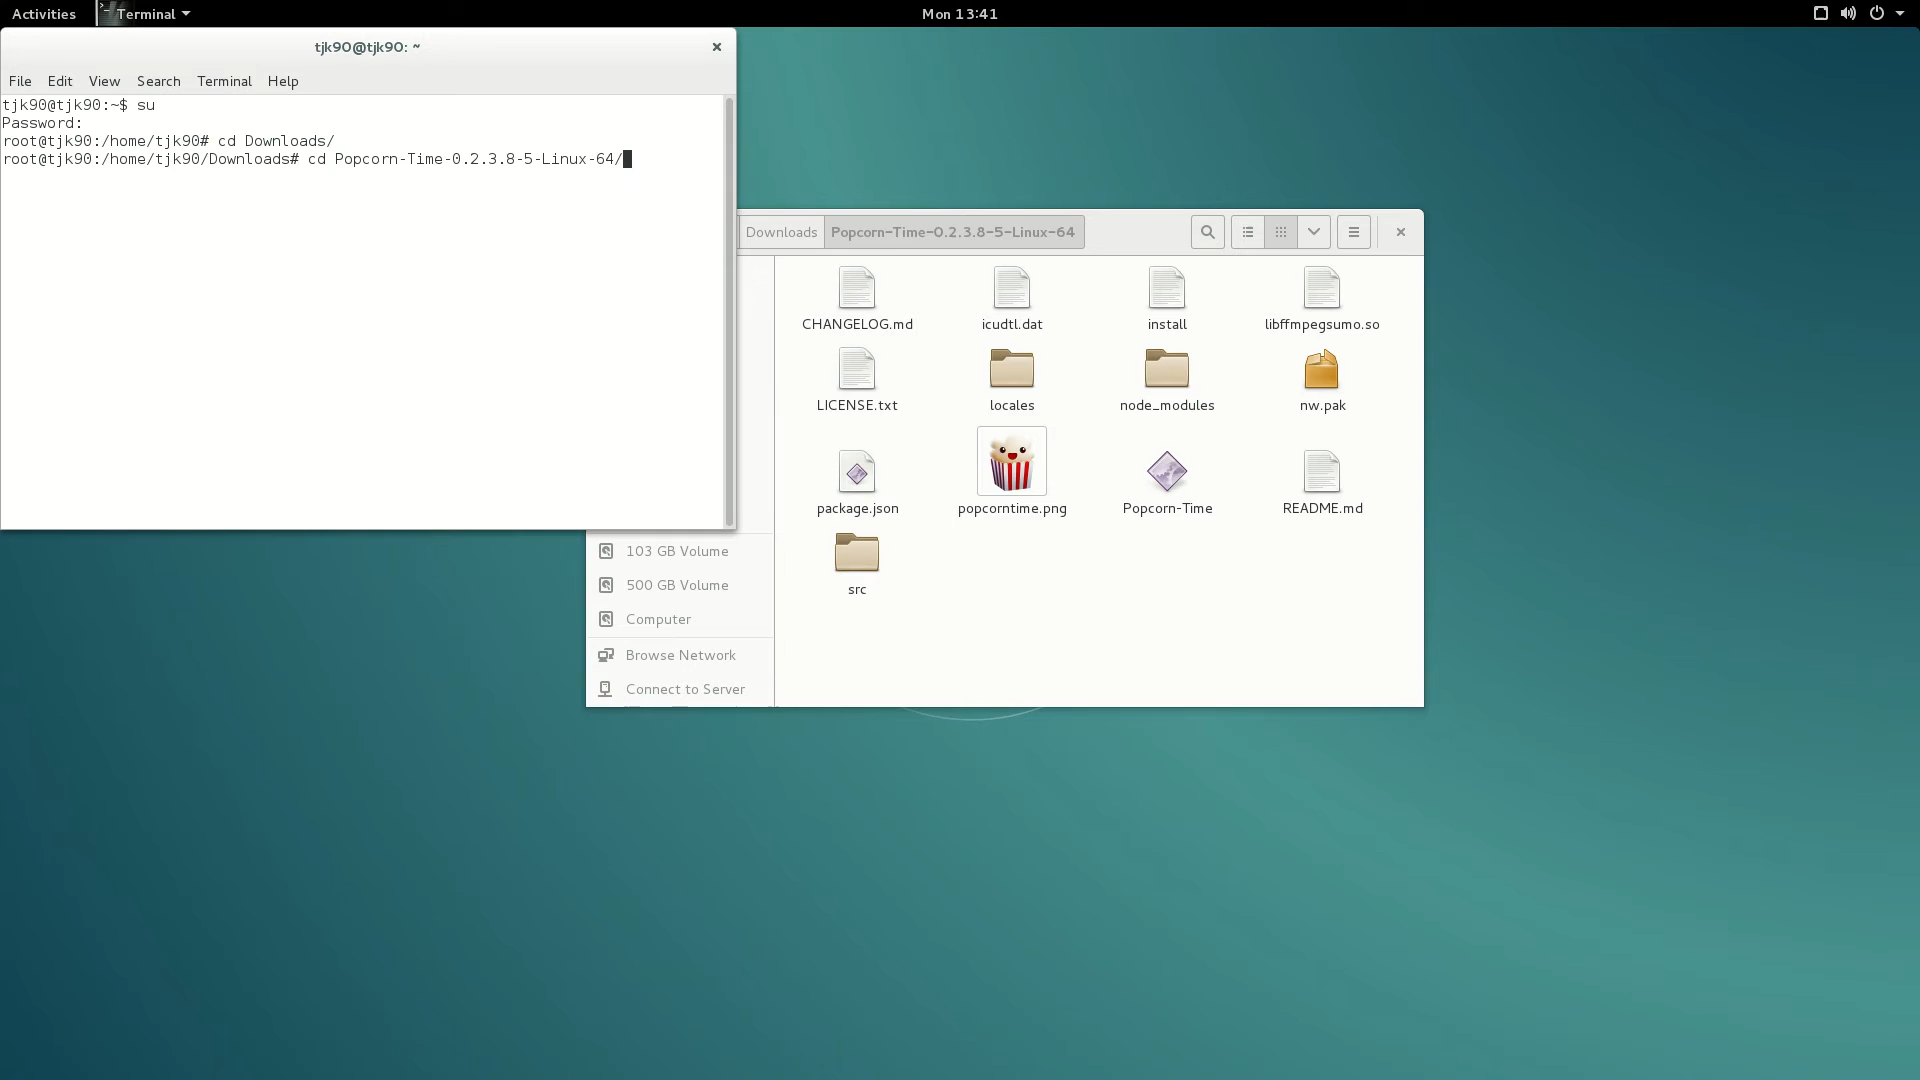 Activities
Terminal
Mon 13:41
tjk90@tjk90: ~
File Edit View Search Terminal Help
tjk90@tjk90:~$ su
Password:
root@tjk90:/home/tjk90# cd Downloads/
root@tjk90:/home/tjk90/Downloads# cd Popcorn-Time-0.2.3.8-5-Linux-64/
Downloads
Popcorn-Time-0.2.3.8-5-Linux-64
CHANGELOG.md
icudtl.dat
install
libffmpegsumo.so
LICENSE.txt
locales
node_modules
nw.pak
package.json
popcorntime.png
Popcorn-Time
README.md
src
103 GB Volume
500 GB Volume
Computer
Browse Network
Connect to Server